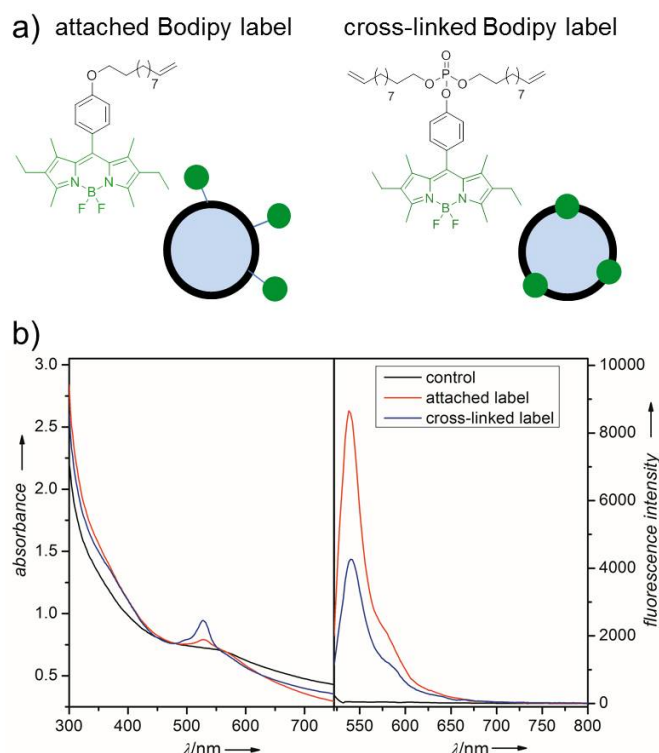 a) attached Bodipy label cross-linked Bodipy label
O
7
N N
B
F F
O
7 O P O 7
O
N N
B
F F
b)
3.0
2.5
2.0
1.5
1.0
0.5
absorbance
300 400 500 600 700
λ/nm
control
attached label
cross-linked label
10000
8000
6000
4000
2000
0
fluorescence intensity
550 600 650 700 750 800
λ/nm